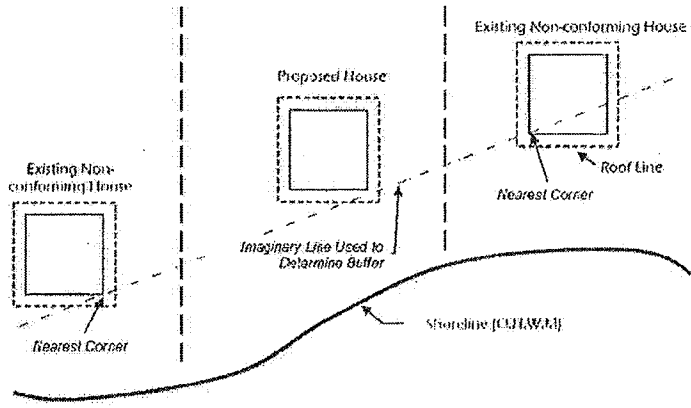 Existing Non-conforming House
Proposed House
Roof Line
Existing Non-
conforming House
Nearest Corner
Imaginary Line Used to
Determine Buffer
Shoreline
Nearest Corner